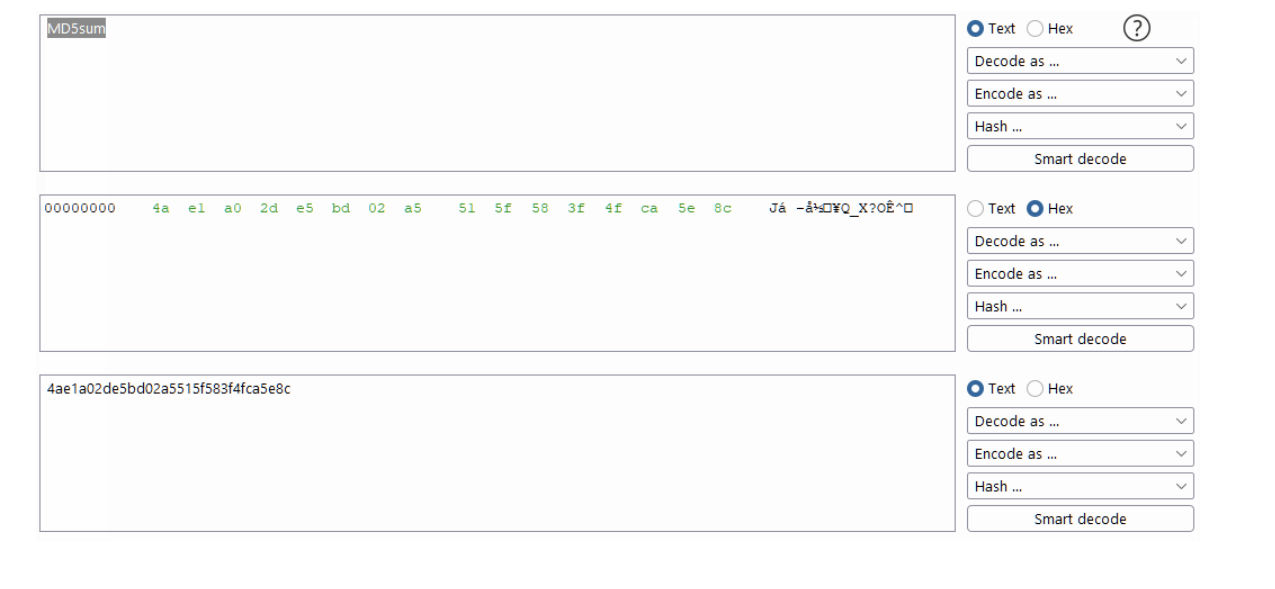 MD5sum
Text Hex ?
Decode as ...
Encode as ...
Hash ...
Smart decode
00000000 4a e1 a0 2d e5 bd 02 a5 51 5f 58 3f 4f ca 5e 8c Já -å½□¥Q_X?OÊ^□
Text Hex
Decode as ...
Encode as ...
Hash ...
Smart decode
4ae1a02de5bd02a5515f583f4fca5e8c
Text Hex
Decode as ...
Encode as ...
Hash ...
Smart decode